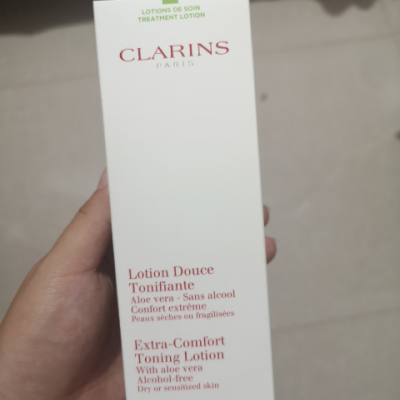 LOTIONS DE SOIN
TREATMENT LOTION
CLARINS
PARIS
Lotion Douce
Tonifiante
Aloe vera - Sans alcool
Confort extrême
Peaux sèches ou fragilisées
Extra-Comfort
Toning Lotion
With aloe vera
Alcohol-free
Dry or sensitized skin